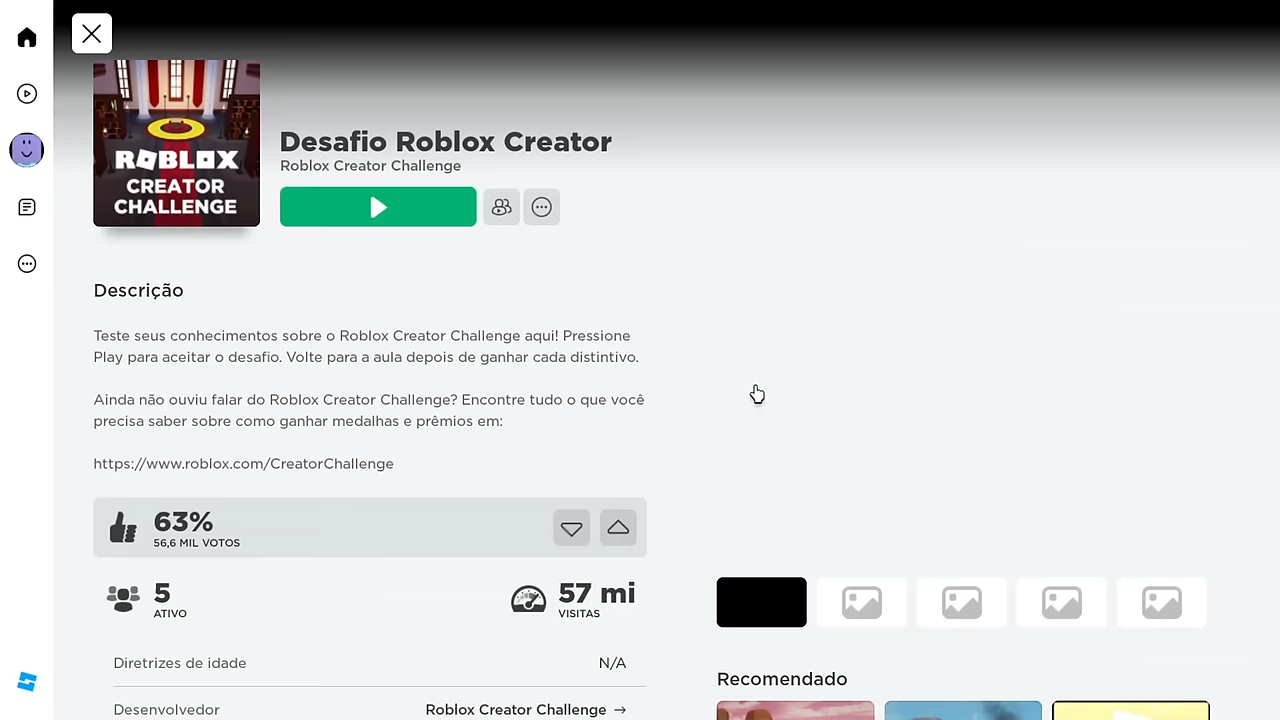 ROBLOX
CREATOR
CHALLENGE
Desafio Roblox Creator
Roblox Creator Challenge
Descrição
Teste seus conhecimentos sobre o Roblox Creator Challenge aqui! Pressione
Play para aceitar o desafio. Volte para a aula depois de ganhar cada distintivo.
Ainda não ouviu falar do Roblox Creator Challenge? Encontre tudo o que você
precisa saber sobre como ganhar medalhas e prêmios em:
https://www.roblox.com/CreatorChallenge
63%
56,6 MIL VOTOS
5
ATIVO
57 mi
VISITAS
Diretrizes de idade N/A
Desenvolvedor Roblox Creator Challenge →
Recomendado